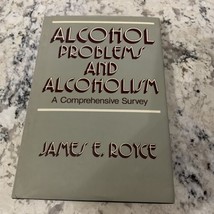 ALCOHOL
PROBLEMS
AND
ALCOHOLISM
A Comprehensive Survey
JAMES E. ROYCE